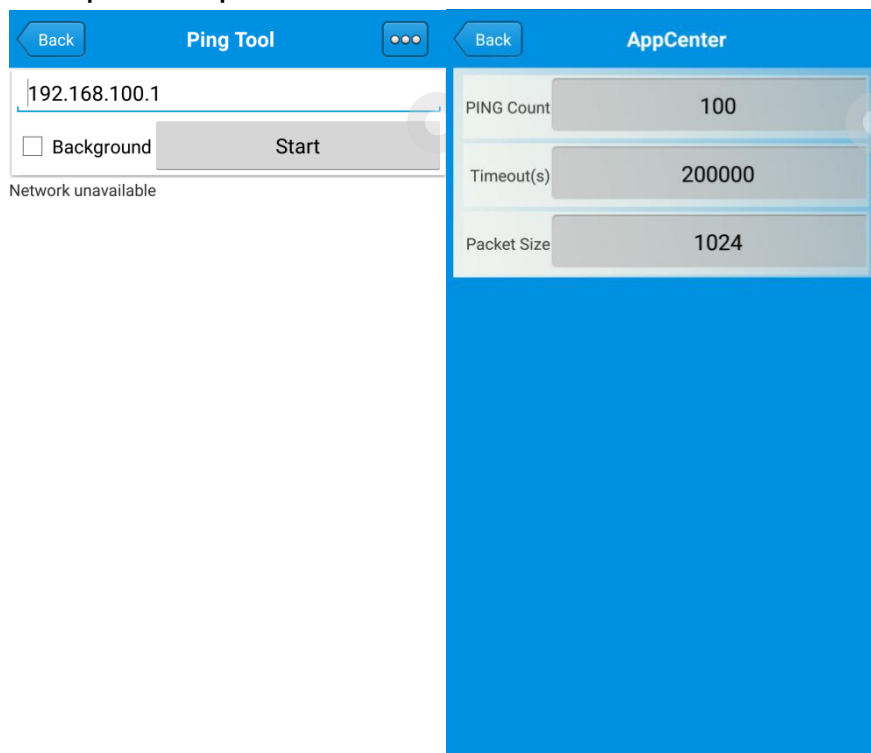 Back
Ping Tool
192.168.100.1
Background
Start
Network unavailable
Back
AppCenter
PING Count
100
Timeout(s)
200000
Packet Size
1024